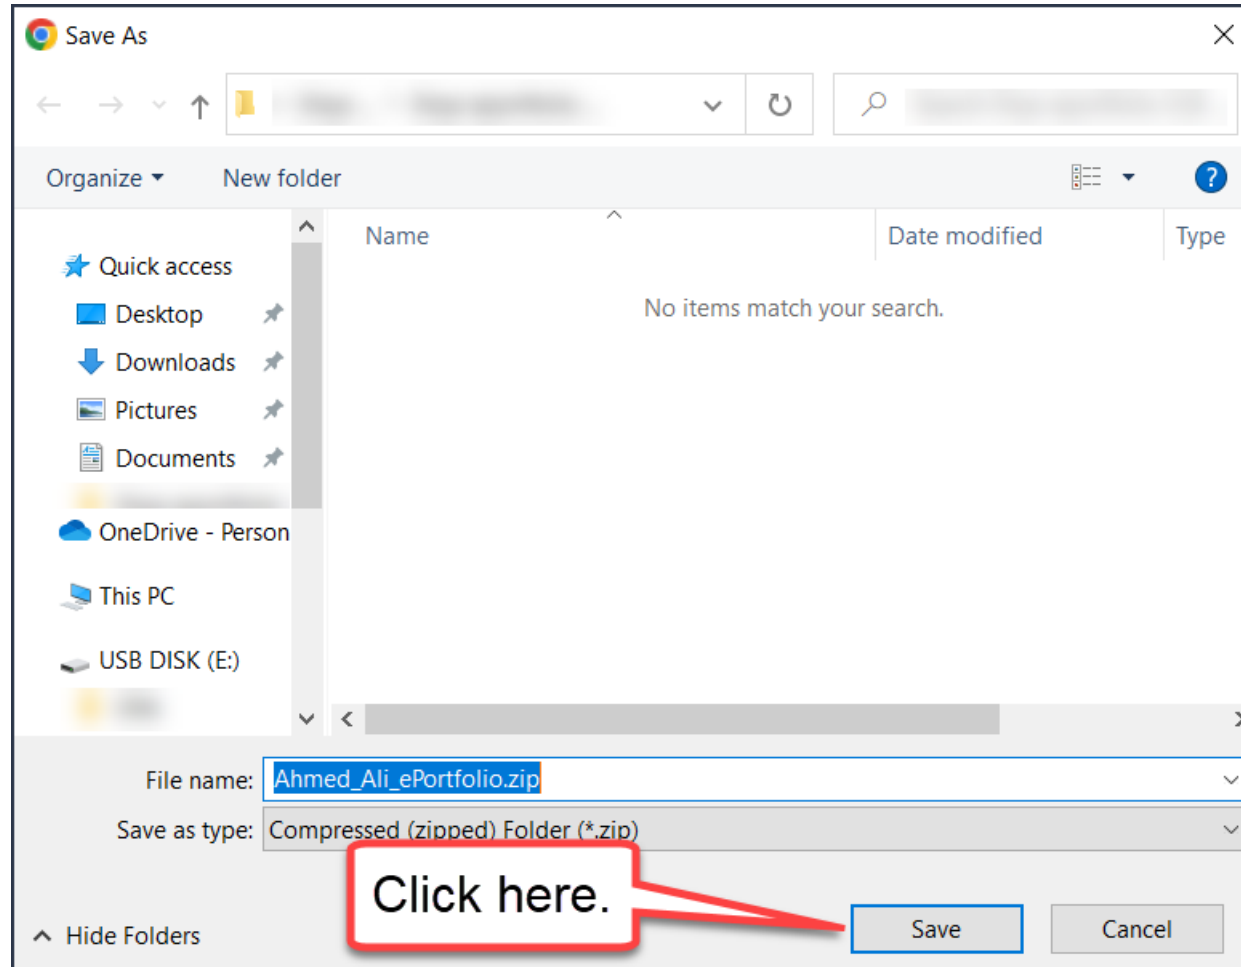 Save As
Organize
New folder
?
Name
Date modified
Type
Quick access
No items match your search.
Desktop
Downloads
Pictures
Documents
OneDrive - Person
This PC
USB DISK (E:)
File name: Ahmed_Ali_ePortfolio.zip
Save as type: Compressed (zipped) Folder (*.zip)
Click here.
Hide Folders
Save
Cancel